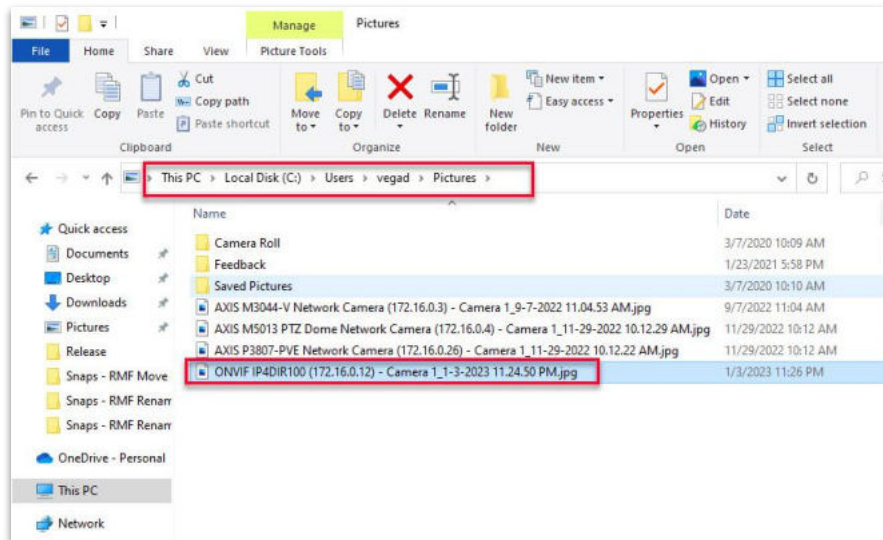 Manage Pictures
File Home Share View Picture Tools
Pin to Quick access
Copy
Paste
Cut
Copy path
Paste shortcut
Move to
Copy to
Delete
Rename
New folder
New item
Easy access
Properties
Open
Edit
History
Select all
Select none
Invert selection
Clipboard Organize New Open Select
This PC > Local Disk (C:) > Users > vegad > Pictures >
Name Date
Camera Roll 3/7/2020 10:09 AM
Feedback 1/23/2021 5:58 PM
Saved Pictures 3/7/2020 10:10 AM
AXIS M3044-V Network Camera (172.16.0.3) - Camera 1_9-7-2022 11.04.53 AM.jpg 9/7/2022 11:04 AM
AXIS M5013 PTZ Dome Network Camera (172.16.0.4) - Camera 1_11-29-2022 10.12.29 AM.jpg 11/29/2022 10:12 AM
AXIS P3807-PVE Network Camera (172.16.0.26) - Camera 1_11-29-2022 10.12.22 AM.jpg 11/29/2022 10:12 AM
ONVIF IP4DIR100 (172.16.0.12) - Camera 1_1-3-2023 11.24.50 PM.jpg 1/3/2023 11:26 PM
Quick access
Documents
Desktop
Downloads
Pictures
Release
Snaps - RMF Move
Snaps - RMF Renam
Snaps - RMF Renam
OneDrive - Personal
This PC
Network